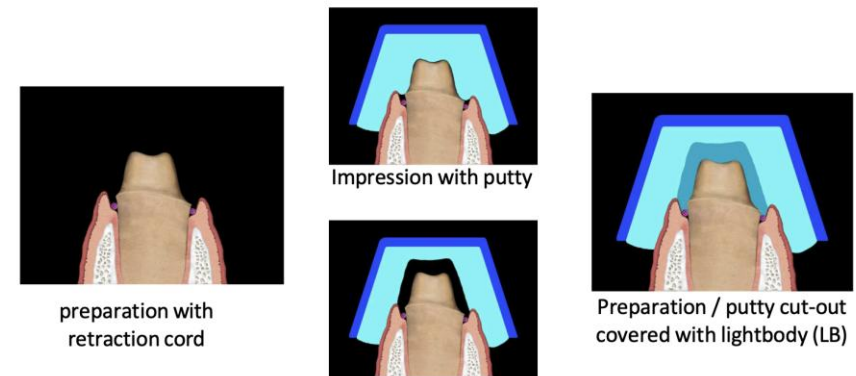 preparation with
retraction cord
Impression with putty
Preparation / putty cut-out
covered with lightbody (LB)